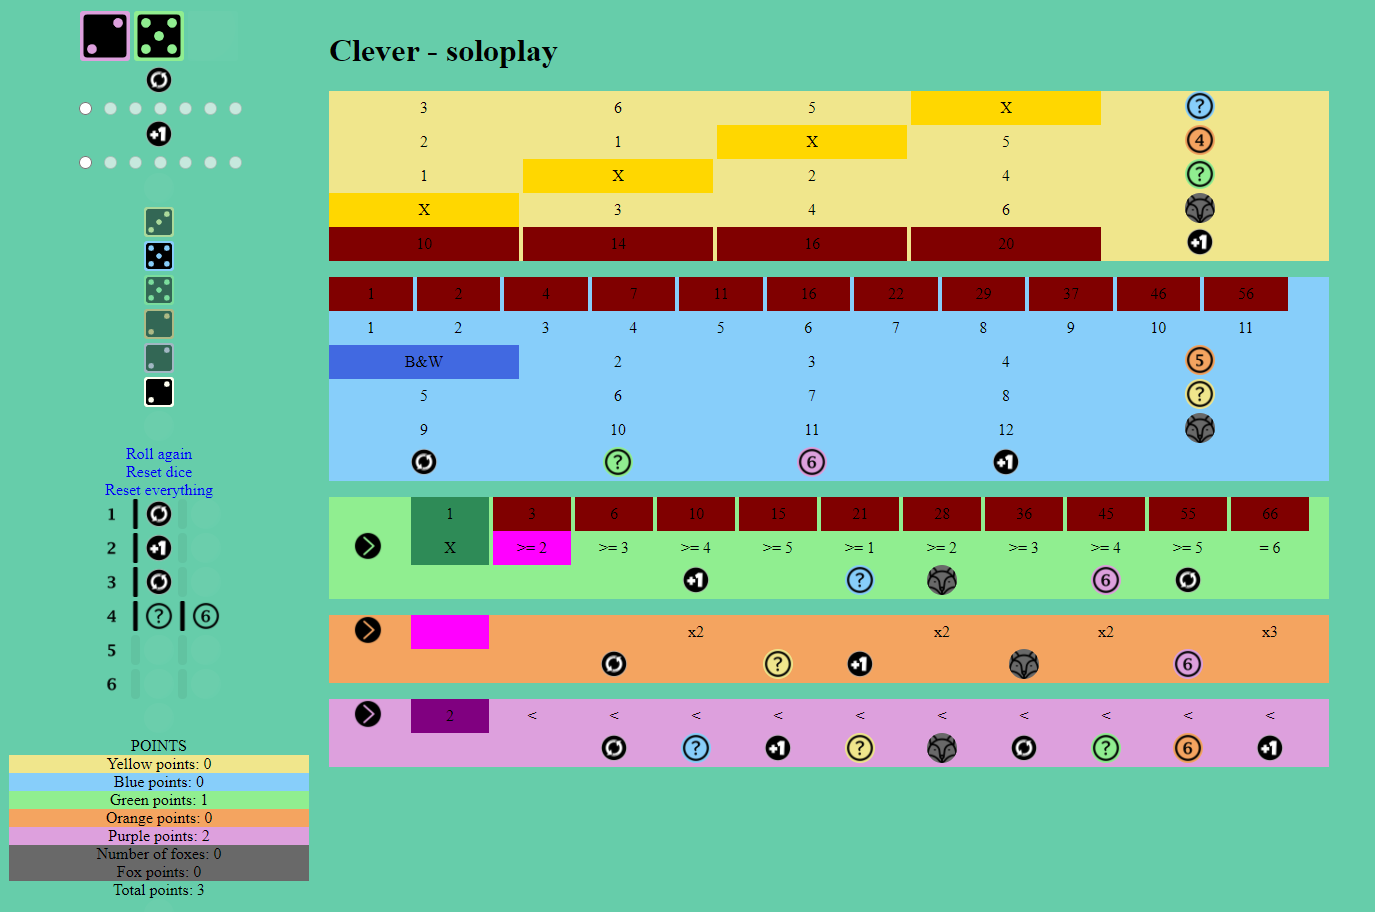 Clever - soloplay
+1
3 6 5 X ?
2 1 X 5 4
1 X 2 4 ?
X 3 4 6
10 14 16 20 +1
1 2 4 7 11 16 22 29 37 46 56
1 2 3 4 5 6 7 8 9 10 11
B&W 2 3 4 5
5 6 7 8 ?
9 10 11 12
? 6 +1
Roll again
Reset dice
Reset everything
1
2 +1
3
4 ? 6
5
6
1 3 6 10 15 21 28 36 45 55 66
X >= 2 >= 3 >= 4 >= 5 >= 1 >= 2 >= 3 >= 4 >= 5 = 6
+1 ? 6
x2 x2 x2 x3
? +1 6
2 < < < < < < < < < <
? +1 ? ? 6 +1
POINTS
Yellow points: 0
Blue points: 0
Green points: 1
Orange points: 0
Purple points: 2
Number of foxes: 0
Fox points: 0
Total points: 3